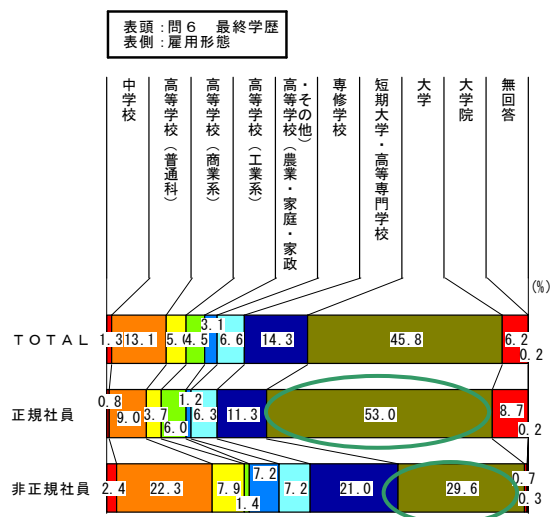 表頭：問６　最終学歴
表側：雇用形態
中学校
高等学校（普通科）
高等学校（商業系）
高等学校（工業系）
高等学校（農業・家庭・家政
・その他）
専修学校
短期大学・高等専門学校
大学
大学院
無回答
(%)
ＴＯＴＡＬ 1.3 13.1 5.0 4.5 3.1 6.6 14.3 45.8 6.2 0.2
正規社員 0.8 9.0 3.7 6.0 1.2 6.3 11.3 53.0 8.7 0.2
非正規社員 2.4 22.3 7.9 1.4 7.2 7.2 21.0 29.6 0.7 0.3